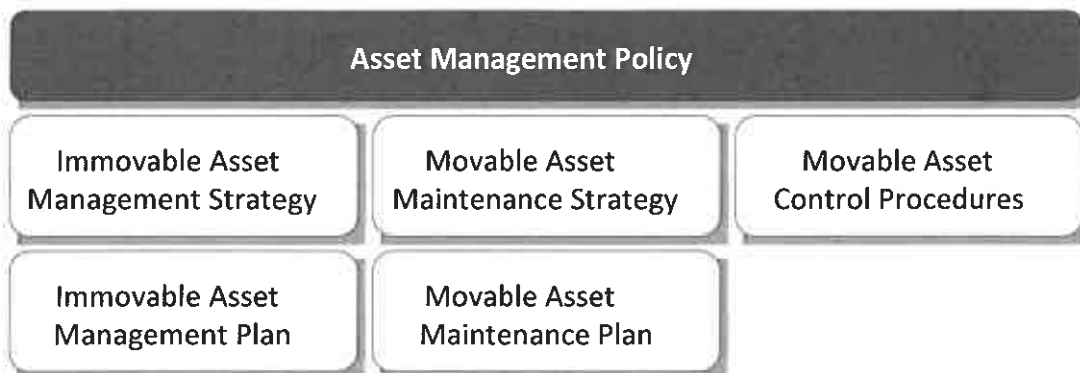 Asset Management Policy
Immovable Asset
Management Strategy
Movable Asset
Maintenance Strategy
Movable Asset
Control Procedures
Immovable Asset
Management Plan
Movable Asset
Maintenance Plan